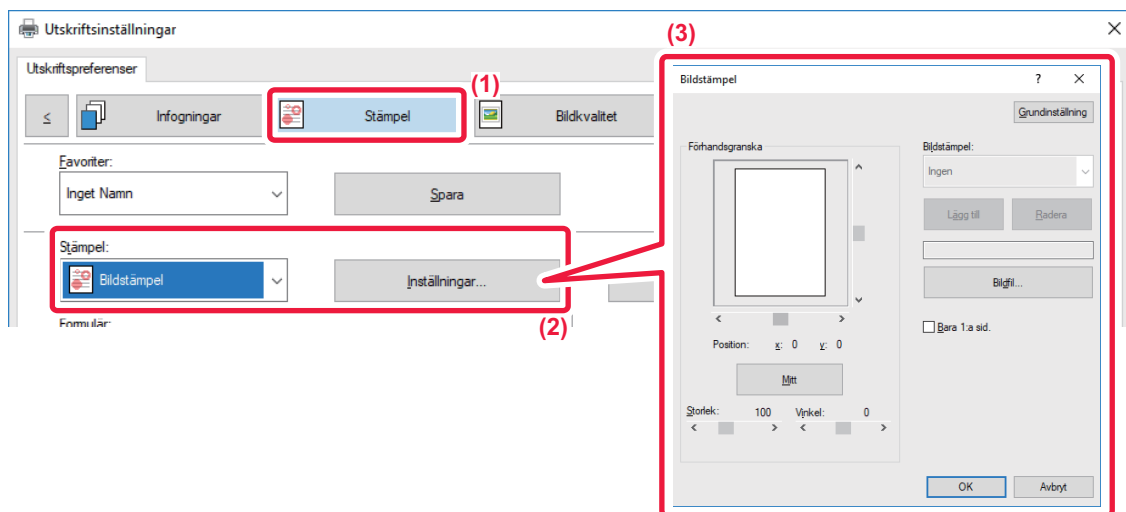 Utskriftsinställningar
Utskriftspreferenser
(1)
<
Infogningar
Stämpel
Bildkvalitet
Favoriter:
Inget Namn
Spara
Stämpel:
Bildstämpel
Inställningar...
(2)
Formulär:
(3)
Bildstämpel
?
Grundinställning
Förhandsgranska
Bildstämpel:
Ingen
Lägg till
Radera
Bildfil...
Bara 1:a sid.
Position: x: 0 y: 0
Mitt
Storlek: 100 Vinkel: 0
OK
Avbryt